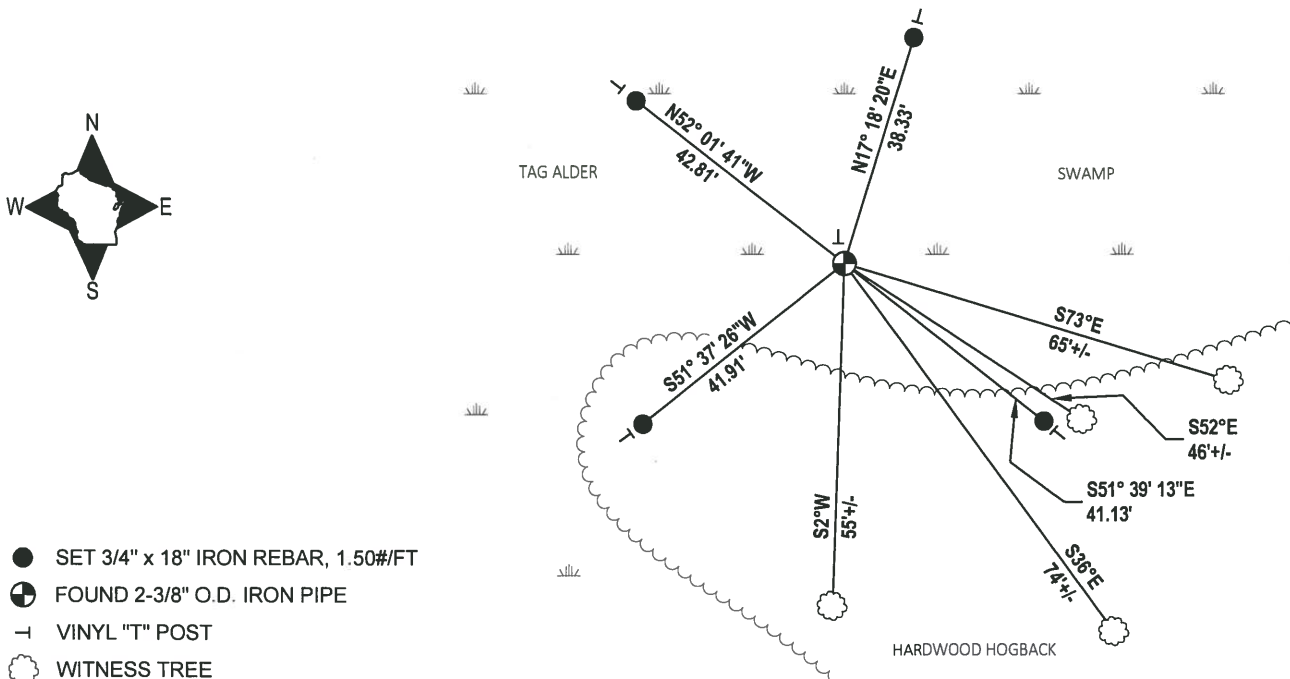 N
W
E
S
N52° 01' 41"W
42.81'
N17° 18' 20"E
38.33'
TAG ALDER
SWAMP
S51° 37' 26"W
41.91'
S73°E
65'+/-
S52°E
46'+/-
S51° 39' 13"E
41.13'
S2°W
55'+/-
S36°E
74'+/-
HARDWOOD HOGBACK
SET 3/4" x 18" IRON REBAR, 1.50#/FT
FOUND 2-3/8" O.D. IRON PIPE
VINYL "T" POST
WITNESS TREE